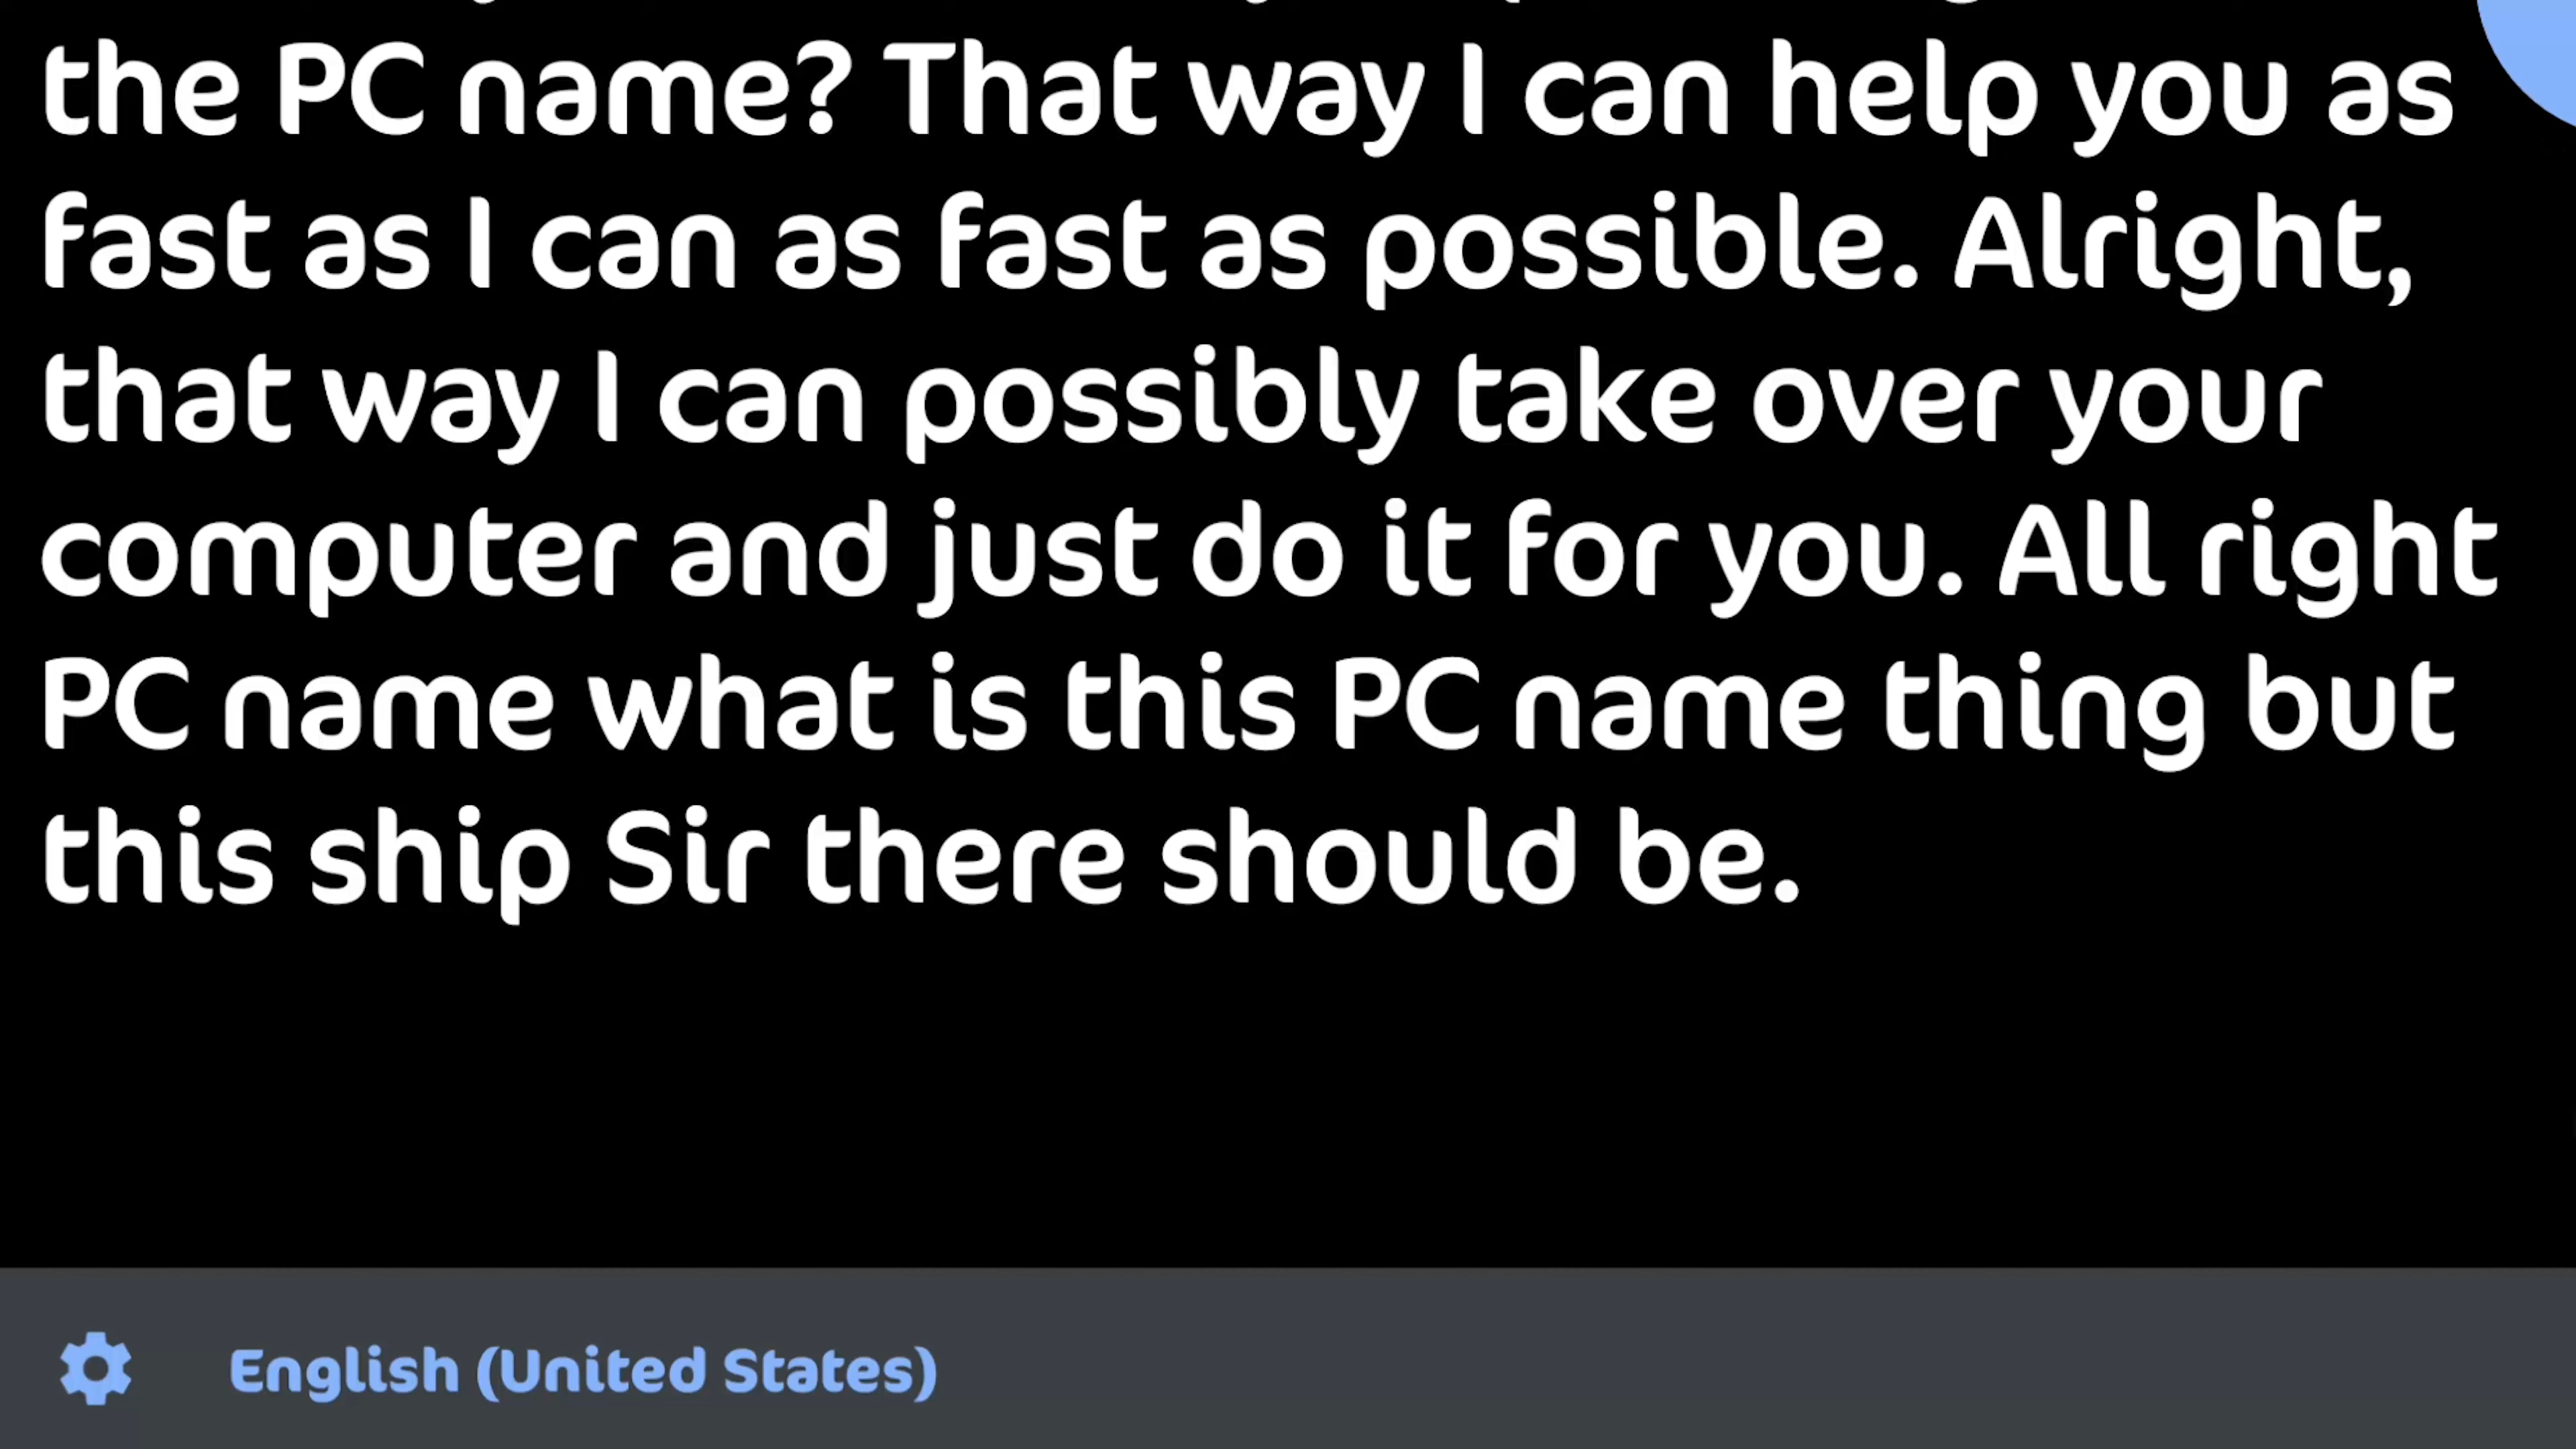 the PC name? That way I can help you as
fast as I can as fast as possible. Alright,
that way I can possibly take over your
computer and just do it for you. All right
PC name what is this PC name thing but
this ship Sir there should be.
English (United States)